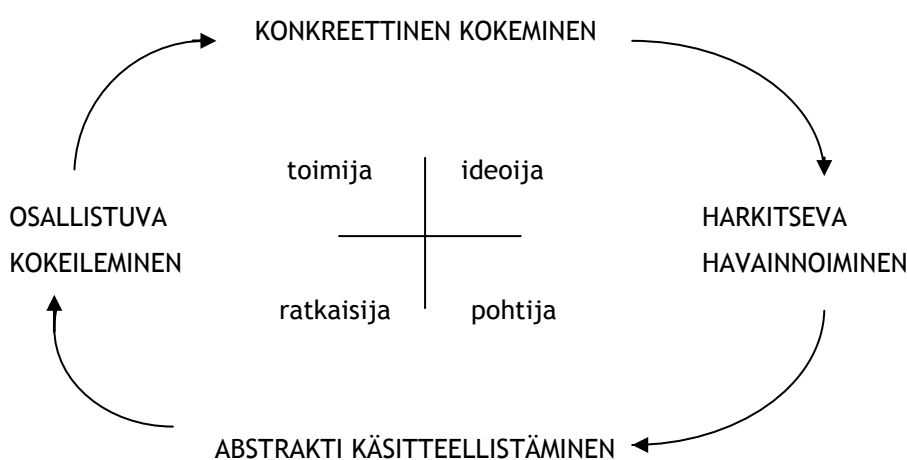 KONKREETTINEN KOKEMINEN
toimija
ideoija
OSALLISTUVA
KOKEILEMINEN
HARKITSEVA
HAVAINNOIMINEN
ratkaisija
pohtija
ABSTRAKTI KÄSITTEELLISTÄMINEN